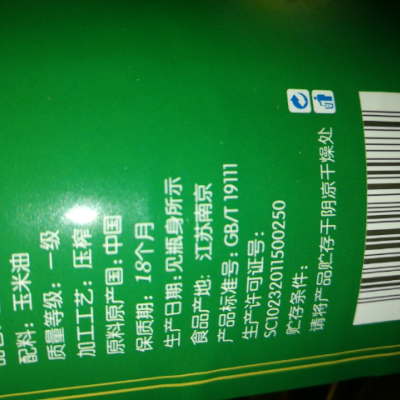 配料：玉米油
质量等级：一级
加工工艺：压榨
原料原产国：中国
保质期：18个月
生产日期：见瓶身所示
食品产地：江苏南京
产品标准号：GB/T 19111
生产许可证号：
SC10232011500250
贮存条件：
请将产品贮存于阴凉干燥处